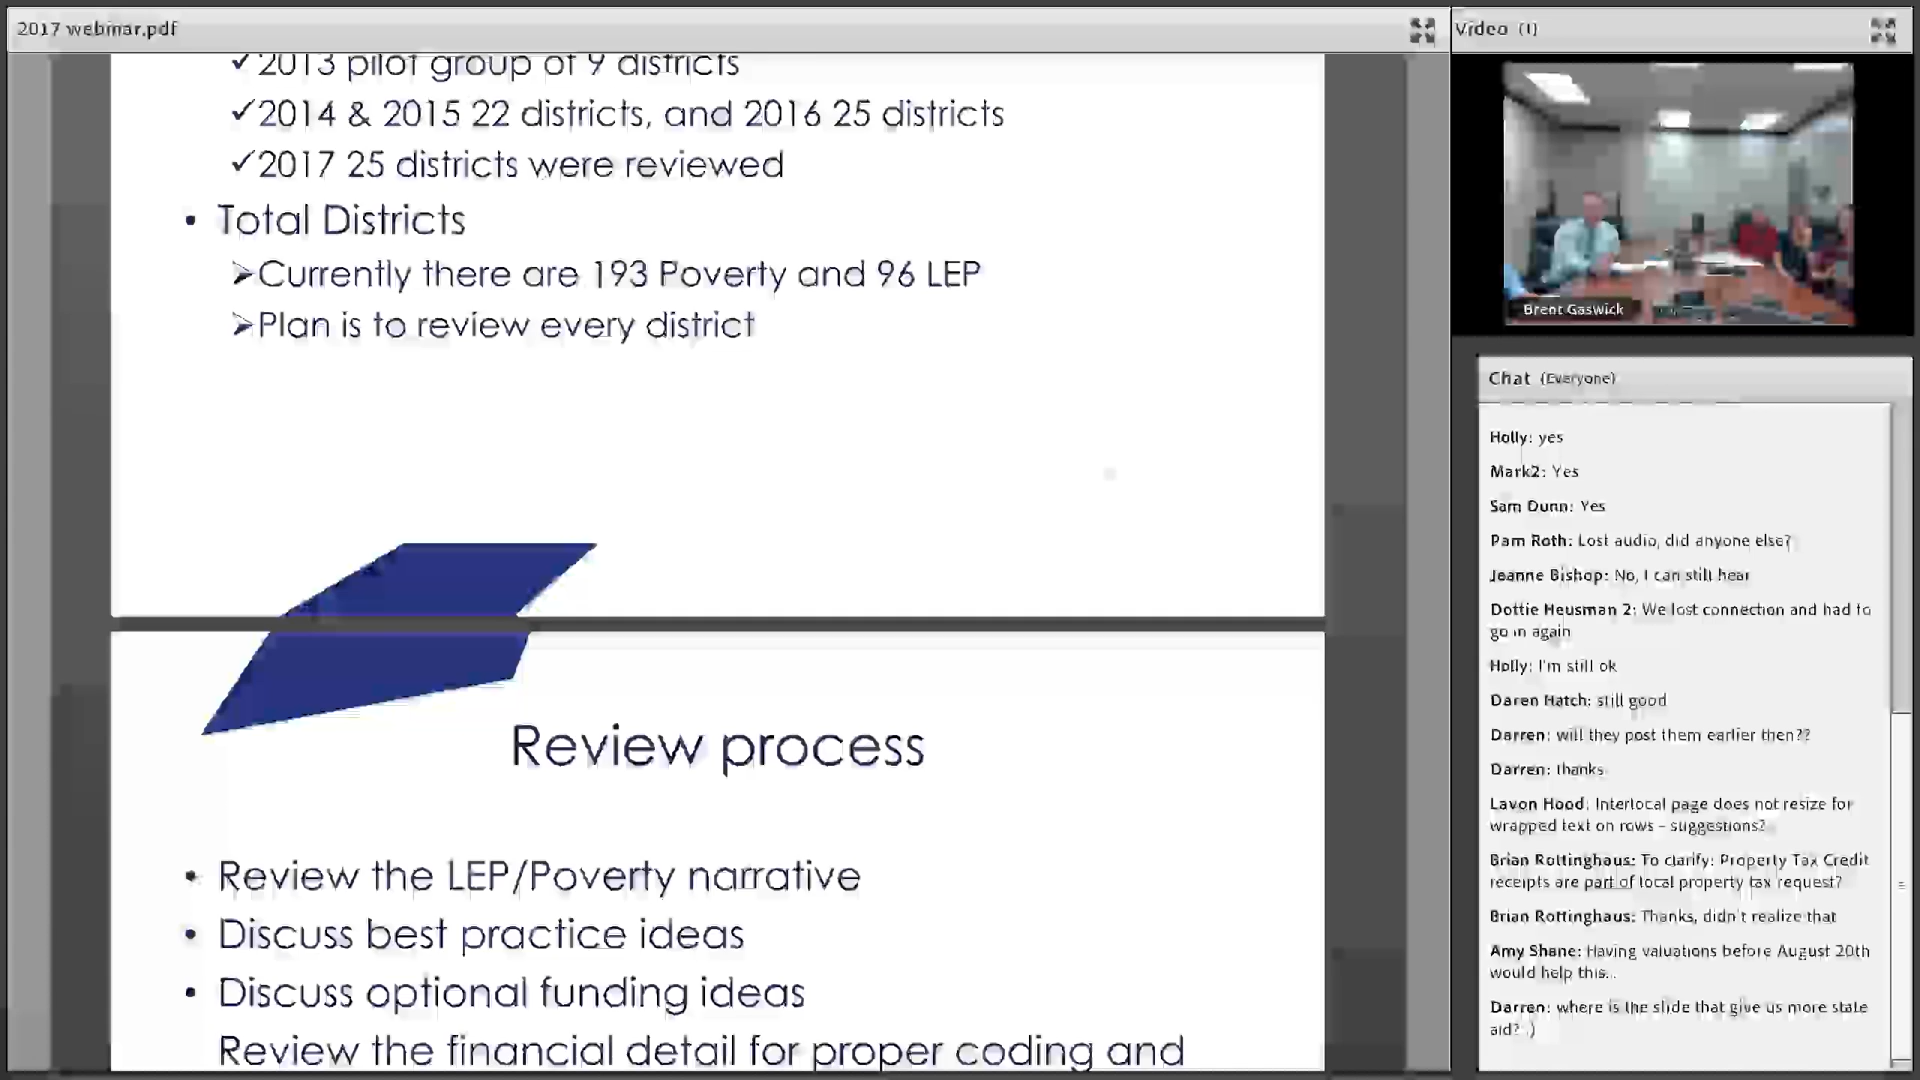 2017 webinar.pdf
✓2013 pilot group of 9 districts
✓2014 & 2015 22 districts, and 2016 25 districts
✓2017 25 districts were reviewed
• Total Districts
➢Currently there are 193 Poverty and 96 LEP
➢Plan is to review every district
Review process
• Review the LEP/Poverty narrative
• Discuss best practice ideas
• Discuss optional funding ideas
Review the financial detail for proper coding and
Video (1)
Brent Gaswick
Chat (Everyone)
Holly: yes
Mark2: Yes
Sam Dunn: Yes
Pam Roth: Lost audio, did anyone else?
Jeanne Bishop: No, I can still hear
Dottie Heusman 2: We lost connection and had to
go in again
Holly: I'm still ok
Daren Hatch: still good
Darren: will they post them earlier then??
Darren: thanks
Lavon Hood: Interlocal page does not resize for
wrapped text on rows - suggestions?
Brian Rottinghaus: To clarify: Property Tax Credit
receipts are part of local property tax request?
Brian Rottinghaus: Thanks, didn't realize that
Amy Shane: Having valuations before August 20th
would help this...
Darren: where is the slide that give us more state
aid? :)